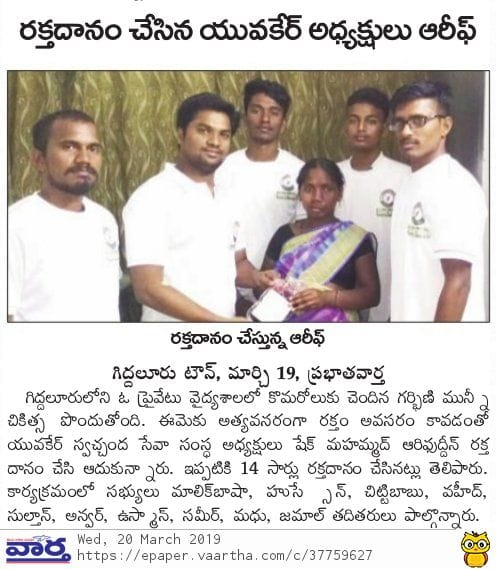 రక్తదానం చేసిన యువకేర్ అధ్యక్షులు ఆరీఫ్
రక్తదానం చేస్తున్న ఆరీఫ్
గిద్దలూరు టౌన్, మార్చి 19, ప్రభాతవార్త
గిద్దలూరులోని ఓ ప్రైవేటు వైద్యశాలలో కొమరోలుకు చెందిన గర్భిణి మున్నీ
చికిత్స పొందుతోంది. ఈమెకు అత్యవసరంగా రక్తం అవసరం కావడంతో
యువకేర్ స్వచ్చంద సేవా సంస్ధ అధ్యక్షులు షేక్ మహమ్మద్ ఆరిఫుద్దీన్ రక్త
దానం చేసి ఆదుకున్నారు. ఇప్పటికి 14 సార్లు రక్తదానం చేసినట్లు తెలిపారు.
కార్యక్రమంలో సభ్యులు మాలిక్‌బాషా, హుస్సేన్, చిట్టిబాబు, వహీద్,
సుల్తాన్, అన్వర్, ఉస్మాన్, సమీర్, మధు, జమాల్ తదితరులు పాల్గొన్నారు.
వార్త
Wed, 20 March 2019
https://epaper.vaartha.com/c/37759627